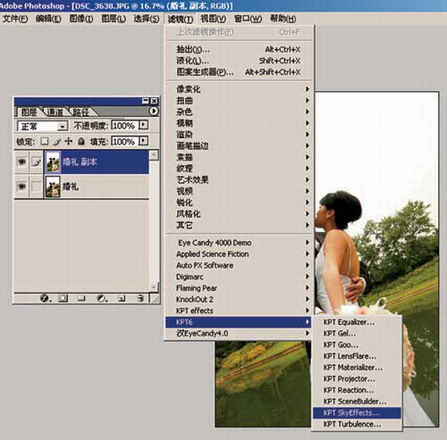 Adobe Photoshop - [DSC_3638.JPG @ 16.7% (婚礼 副本, RGB)]
文件(F) 编辑(E) 图像(I) 图层(L) 选择(S) 滤镜(T) 视图(V) 窗口(W) 帮助(H)
上次滤镜操作(F) Ctrl+F
抽出(X)... Alt+Ctrl+X
液化(L)... Shift+Ctrl+X
图案生成器(P)... Alt+Shift+Ctrl+X
像素化
扭曲
杂色
模糊
渲染
画笔描边
素描
纹理
艺术效果
视频
锐化
风格化
其它
Eye Candy 4000 Demo
Applied Science Fiction
Auto FX Software
Digimarc
Flaming Pear
KnockOut 2
KPT effects
KPT6
汉EyeCandy4.0
KPT Equalizer...
KPT Gel...
KPT Goo...
KPT LensFlare...
KPT Materializer...
KPT Projector...
KPT Reaction...
KPT SceneBuilder...
KPT SkyEffects...
KPT Turbulence...
图层 通道 路径
正常 不透明度: 100%
锁定: 填充: 100%
婚礼 副本
婚礼